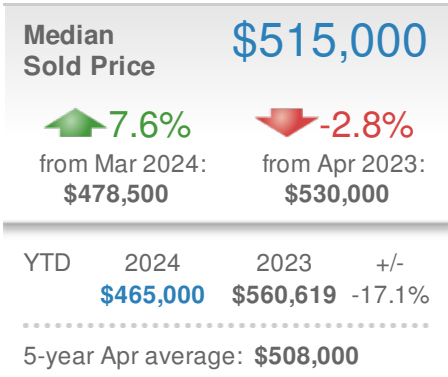 Median
Sold Price
$515,000
7.6%
-2.8%
from Mar 2024:
from Apr 2023:
$478,500
$530,000
YTD 2024 2023 +/-
$465,000 $560,619 -17.1%
5-year Apr average: $508,000